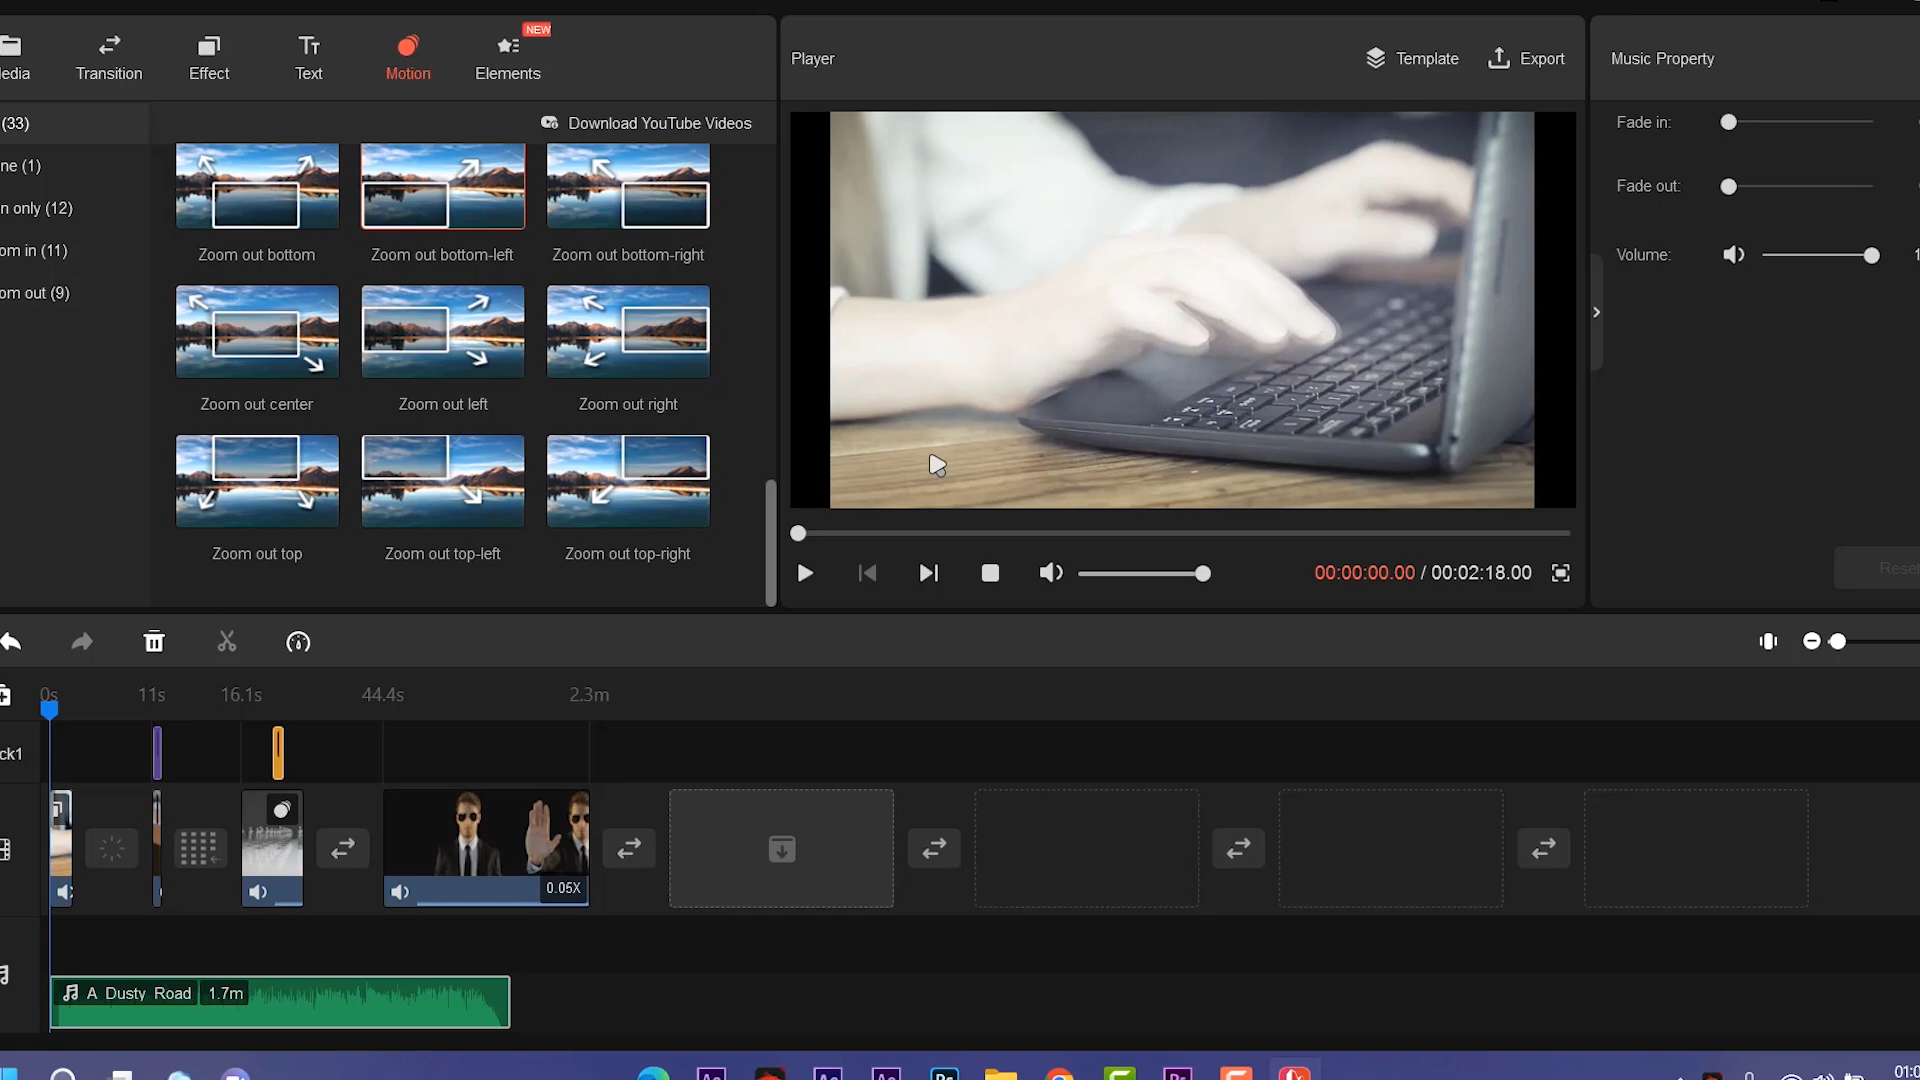 NEW
edia
Transition
Effect
Text
Motion
Elements
Player
Template
Export
Music Property
(33)
Download YouTube Videos
ne (1)
n only (12)
om in (11)
om out (9)
Zoom out bottom
Zoom out bottom-left
Zoom out bottom-right
Zoom out center
Zoom out left
Zoom out right
Zoom out top
Zoom out top-left
Zoom out top-right
Fade in:
Fade out:
Volume:
1
Reset
00:00:00.00 / 00:02:18.00
0s
11s
16.1s
44.4s
2.3m
ck1
0.05X
A Dusty Road
1.7m
01:0